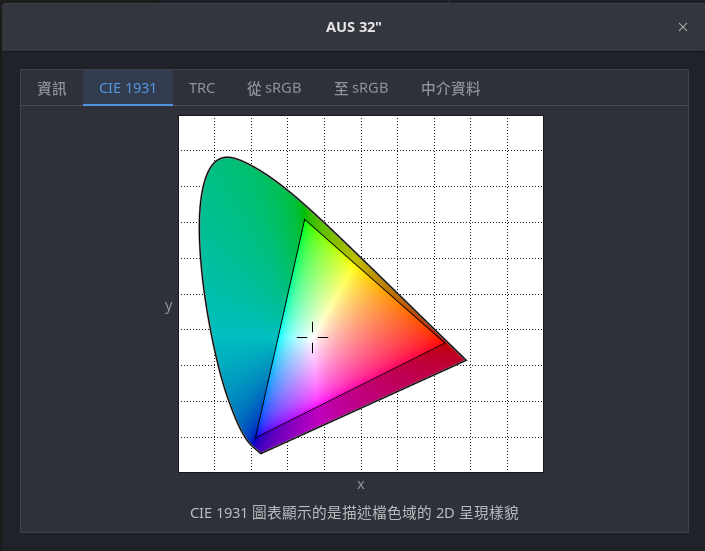 AUS 32"
資訊 CIE 1931 TRC 從 sRGB 至 sRGB 中介資料
y
x
CIE 1931 圖表顯示的是描述檔色域的 2D 呈現樣貌